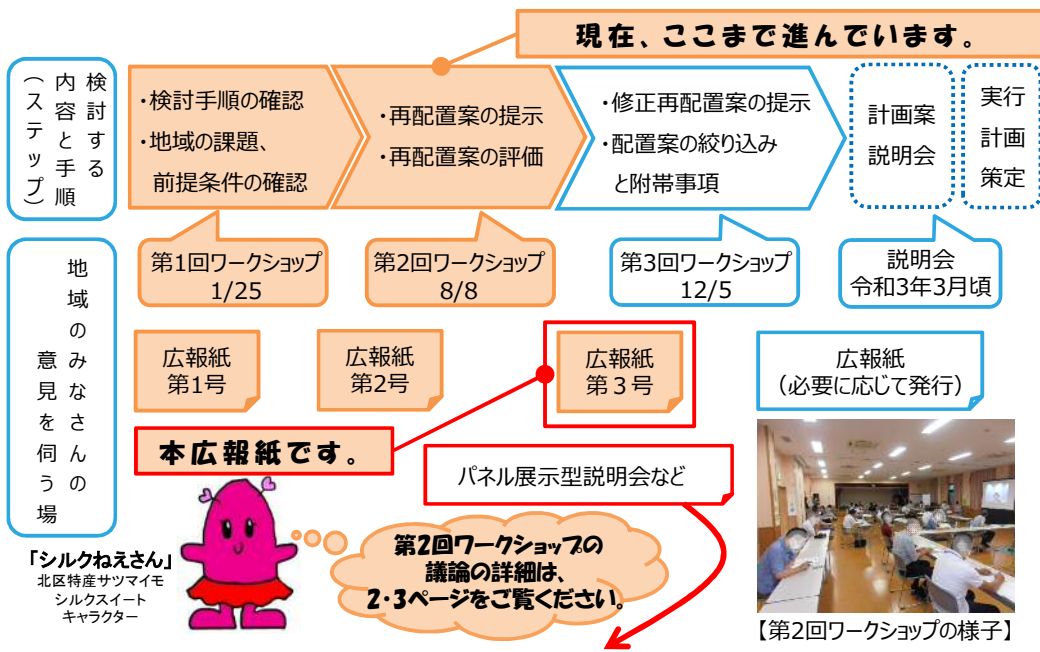 現在、ここまで進んでいます。
検討する
内容と手順
（ステップ）
・検討手順の確認
・地域の課題、
前提条件の確認
・再配置案の提示
・再配置案の評価
・修正再配置案の提示
・配置案の絞り込み
と附帯事項
計画案
説明会
実行
計画
策定
地域のみなさんの
意見を伺う場
第1回ワークショップ
1/25
第2回ワークショップ
8/8
第3回ワークショップ
12/5
説明会
令和3年3月頃
広報紙
第1号
広報紙
第2号
広報紙
第３号
広報紙
（必要に応じて発行）
本広報紙です。
パネル展示型説明会など
「シルクねえさん」
北区特産サツマイモ
シルクスイート
キャラクター
第2回ワークショップの
議論の詳細は、
2・3ページをご覧ください。
【第2回ワークショップの様子】